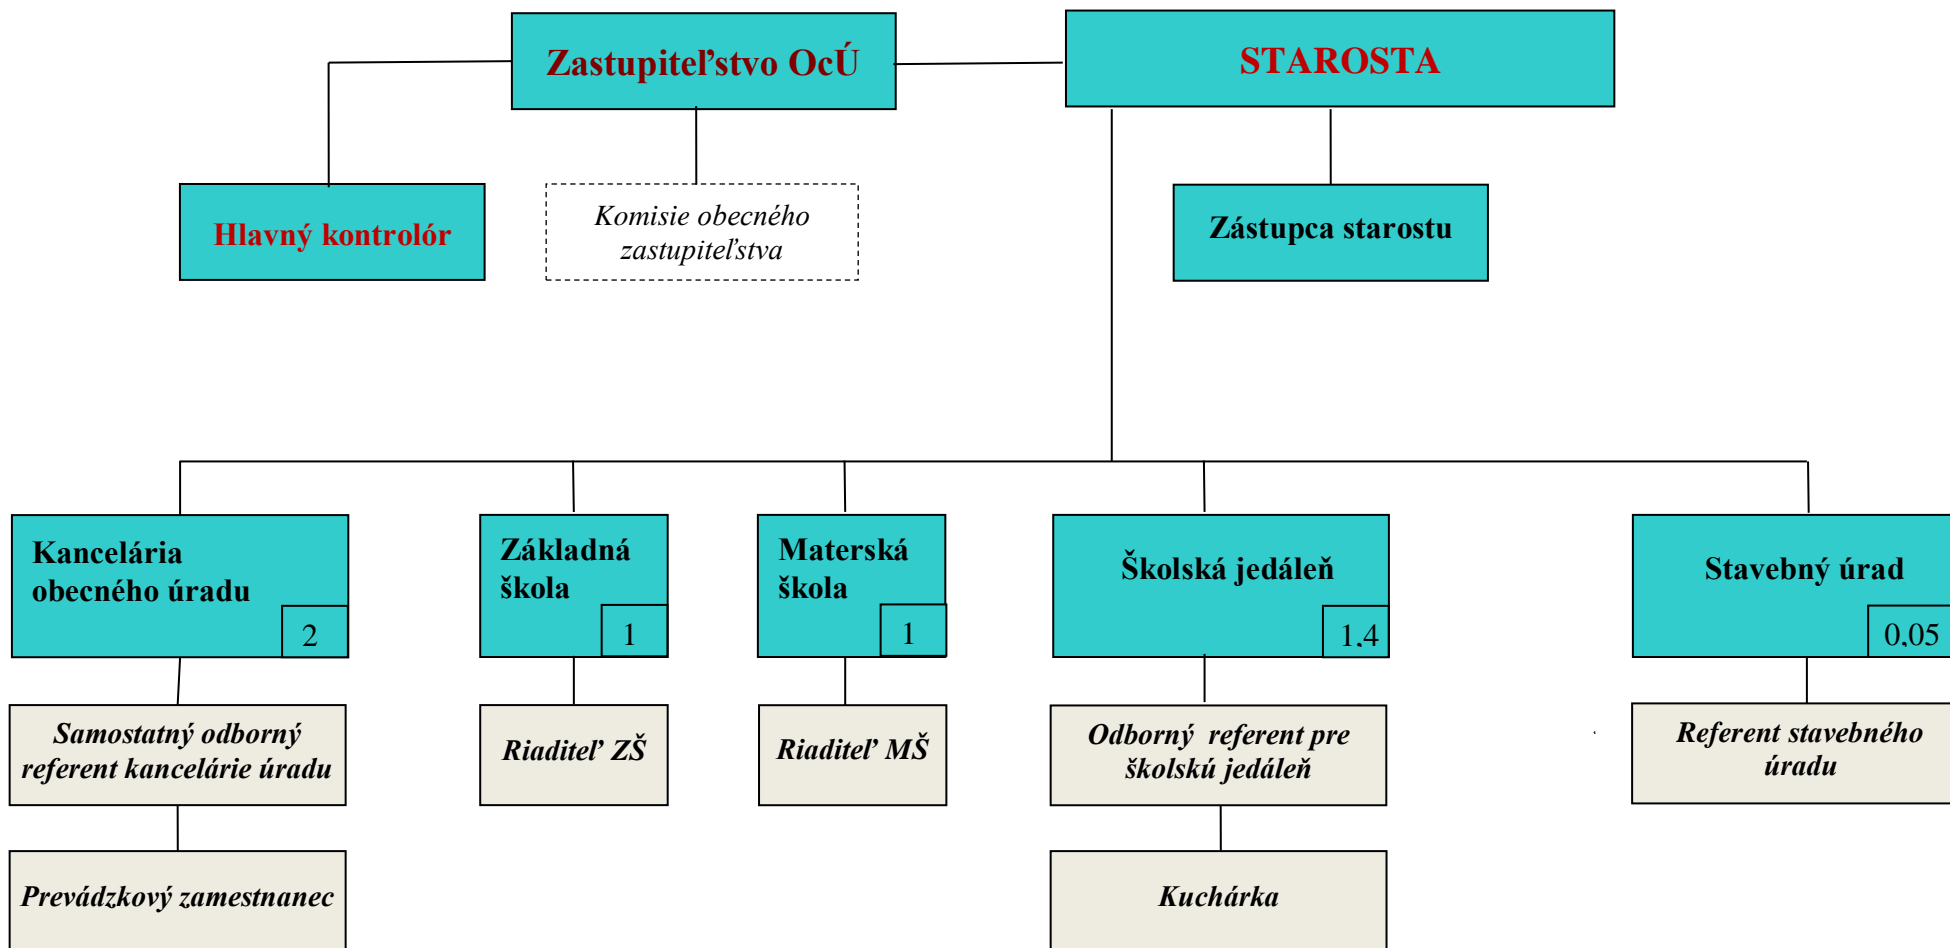 Zastupiteľstvo OcÚ
STAROSTA
Hlavný kontrolór
Komisie obecného
zastupiteľstva
Zástupca starostu
Kancelária
obecného úradu
2
Základná
škola
1
Materská
škola
1
Školská jedáleň
1,4
Stavebný úrad
0,05
Samostatný odborný
referent kancelárie úradu
Riaditeľ ZŠ
Riaditeľ MŠ
Odborný referent pre
školskú jedáleň
Referent stavebného
úradu
Prevádzkový zamestnanec
Kuchárka